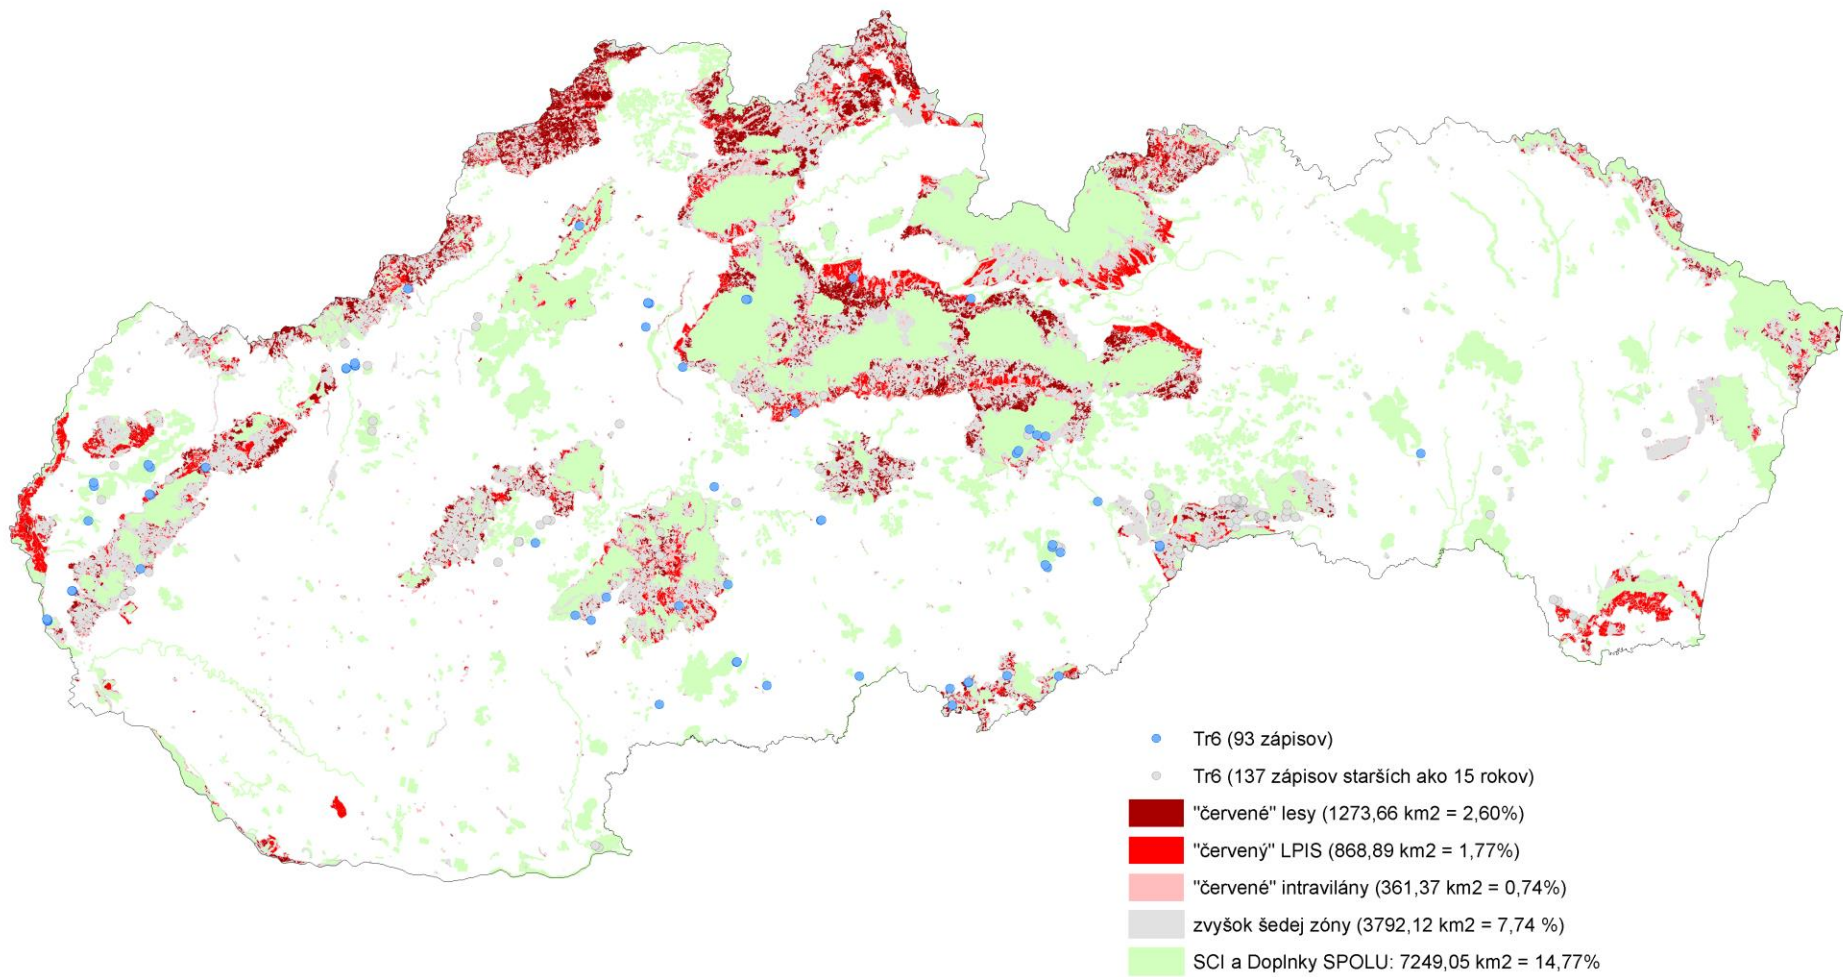 Tr6 (93 zápisov)
Tr6 (137 zápisov starších ako 15 rokov)
"červené" lesy (1273,66 km2 = 2,60%)
"červený" LPIS (868,89 km2 = 1,77%)
"červené" intravilány (361,37 km2 = 0,74%)
zvyšok šedej zóny (3792,12 km2 = 7,74 %)
SCI a Doplnky SPOLU: 7249,05 km2 = 14,77%